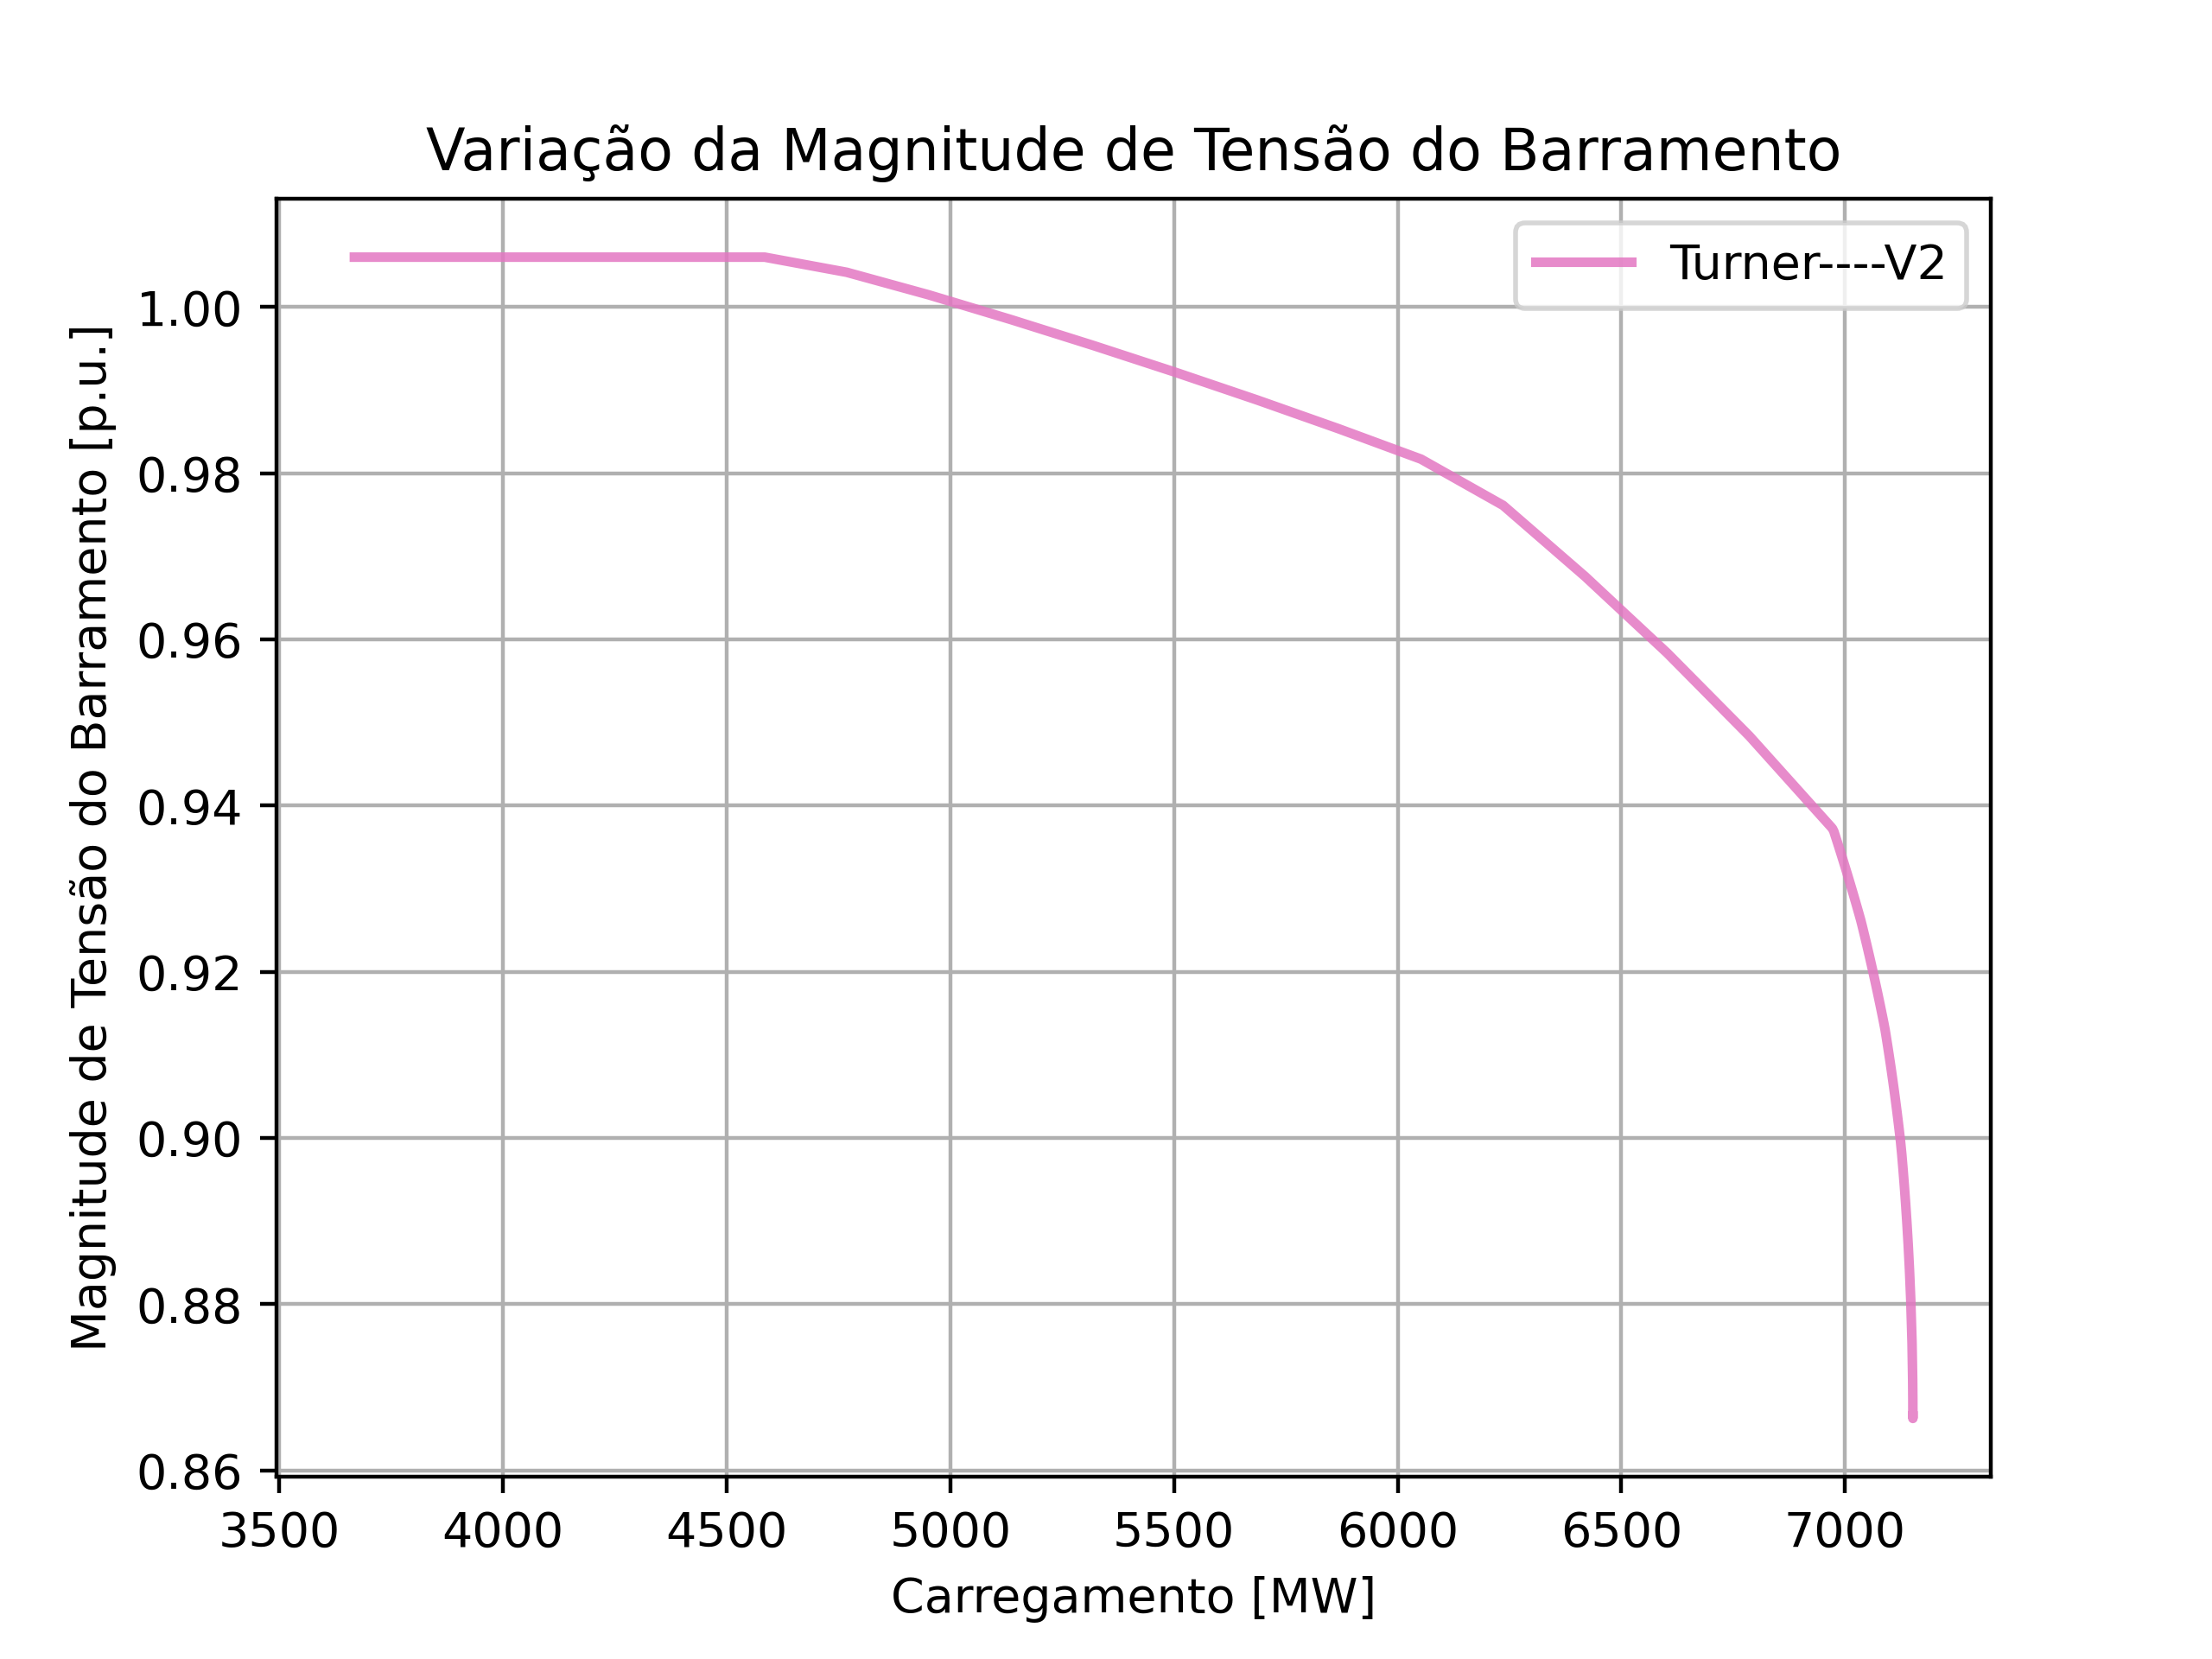 Variação da Magnitude de Tensão do Barramento
Turner----V2
Magnitude de Tensão do Barramento [p.u.]
1.00
0.98
0.96
0.94
0.92
0.90
0.88
0.86
3500 4000 4500 5000 5500 6000 6500 7000
Carregamento [MW]